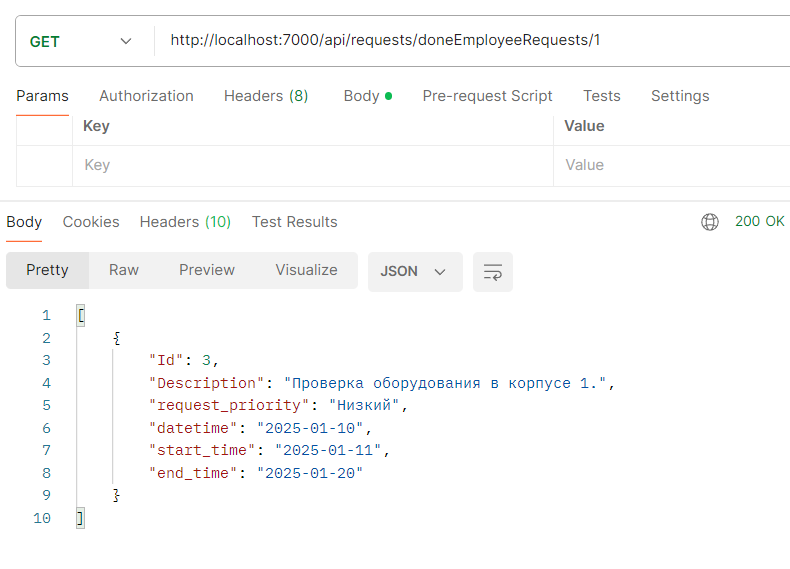 GET http://localhost:7000/api/requests/doneEmployeeRequests/1
Params Authorization Headers (8) Body Pre-request Script Tests Settings
Key Value
Key Value
Body Cookies Headers (10) Test Results 200 OK
Pretty Raw Preview Visualize JSON
1 [
2 {
3 "Id": 3,
4 "Description": "Проверка оборудования в корпусе 1.",
5 "request_priority": "Низкий",
6 "datetime": "2025-01-10",
7 "start_time": "2025-01-11",
8 "end_time": "2025-01-20"
9 }
10 ]